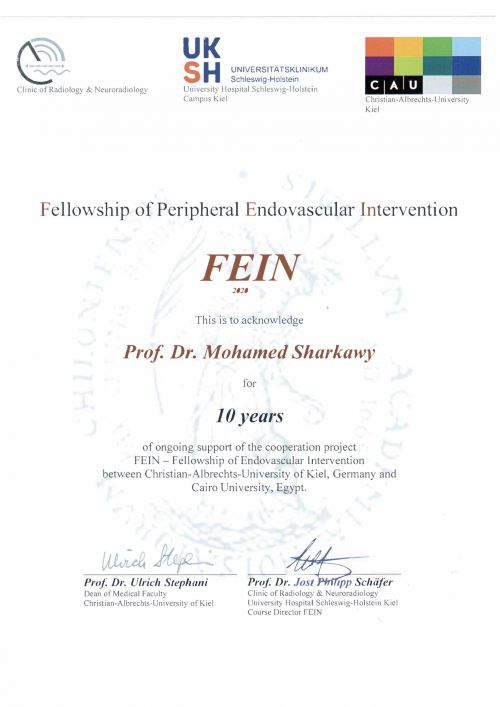 Clinic of Radiology & Neuroradiology
UK
SH
UNIVERSITÄTSKLINIKUM
Schleswig-Holstein
University Hospital Schleswig-Holstein
Campus Kiel
C A U
Christian-Albrechts-University
Kiel
Fellowship of Peripheral Endovascular Intervention
FEIN
2020
This is to acknowledge
Prof. Dr. Mohamed Sharkawy
for
10 years
of ongoing support of the cooperation project
FEIN – Fellowship of Endovascular Intervention
between Christian-Albrechts-University of Kiel, Germany and
Cairo University, Egypt.
Prof. Dr. Ulrich Stephani
Dean of Medical Faculty
Christian-Albrechts-University of Kiel
Prof. Dr. Jost Philipp Schäfer
Clinic of Radiology & Neuroradiology
University Hospital Schleswig-Holstein Kiel
Course Director FEIN